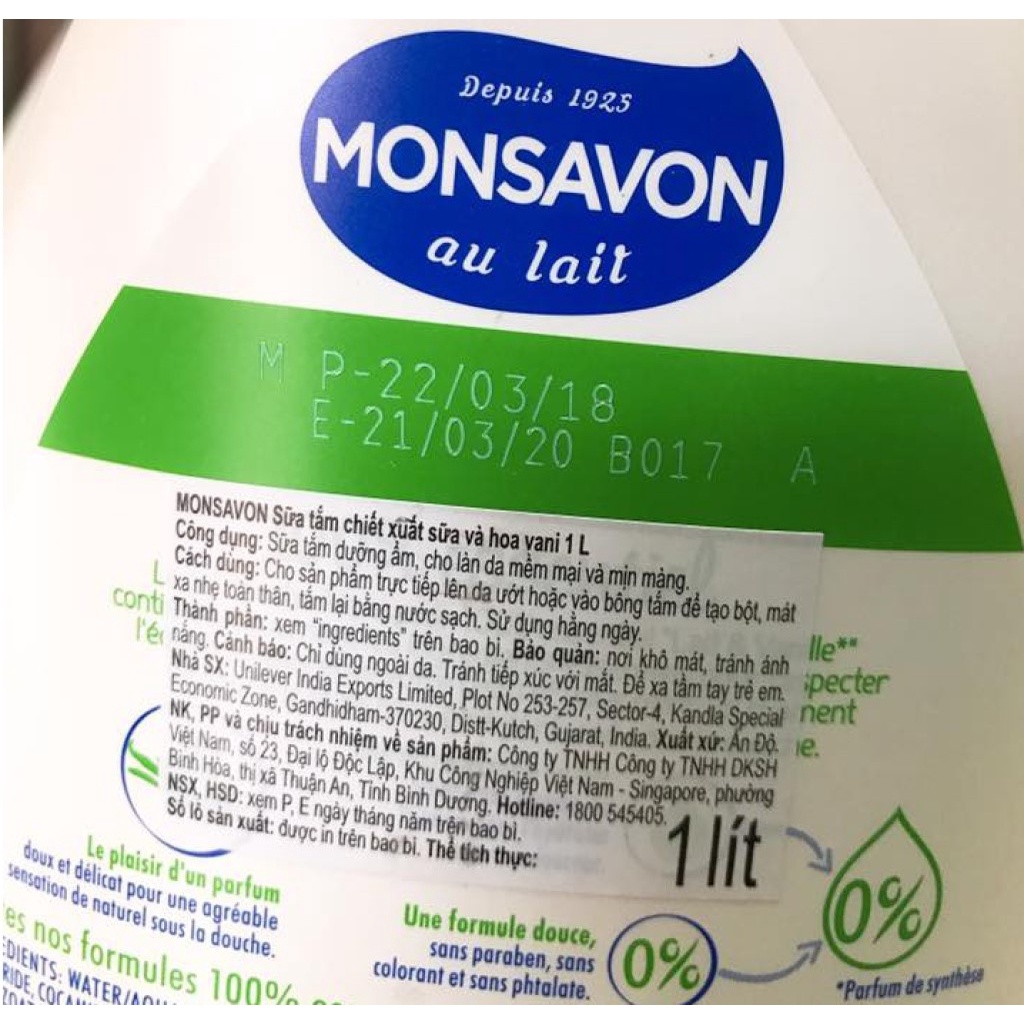 Depuis 1925
MONSAVON
au lait
M P-22/03/18
E-21/03/20 B017 A
MONSAVON Sữa tắm chiết xuất sữa và hoa vani 1 L
Công dụng: Sữa tắm dưỡng ẩm, cho làn da mềm mại và mịn màng.
Cách dùng: Cho sản phẩm trực tiếp lên da ướt hoặc vào bông tắm để tạo bột, mát
xa nhẹ toàn thân, tắm lại bằng nước sạch. Sử dụng hằng ngày.
Thành phần: xem "ingredients" trên bao bì. Bảo quản: nơi khô mát, tránh ánh
nắng. Cảnh báo: Chỉ dùng ngoài da. Tránh tiếp xúc với mắt. Để xa tầm tay trẻ em.
Nhà SX: Unilever India Exports Limited, Plot No 253-257, Sector-4, Kandla Special
Economic Zone, Gandhidham-370230, Distt-Kutch, Gujarat, India. Xuất xứ: Ấn Độ.
NK, PP và chịu trách nhiệm về sản phẩm: Công ty TNHH Công ty TNHH DKSH
Việt Nam, số 23, Đại lộ Độc Lập, Khu Công Nghiệp Việt Nam - Singapore, phường
Bình Hòa, thị xã Thuận An, Tỉnh Bình Dương. Hotline: 1800 545405.
NSX, HSD: xem P, E ngày tháng năm trên bao bì.
Số lô sản xuất: được in trên bao bì. Thể tích thực:
1 lít
Le plaisir d'un parfum
doux et délicat pour une agréable
sensation de naturel sous la douche.
Une formule douce,
sans paraben, sans
colorant et sans phtalate.
0%
0%
*Parfum de synthèse
nos formules 100%
WATER